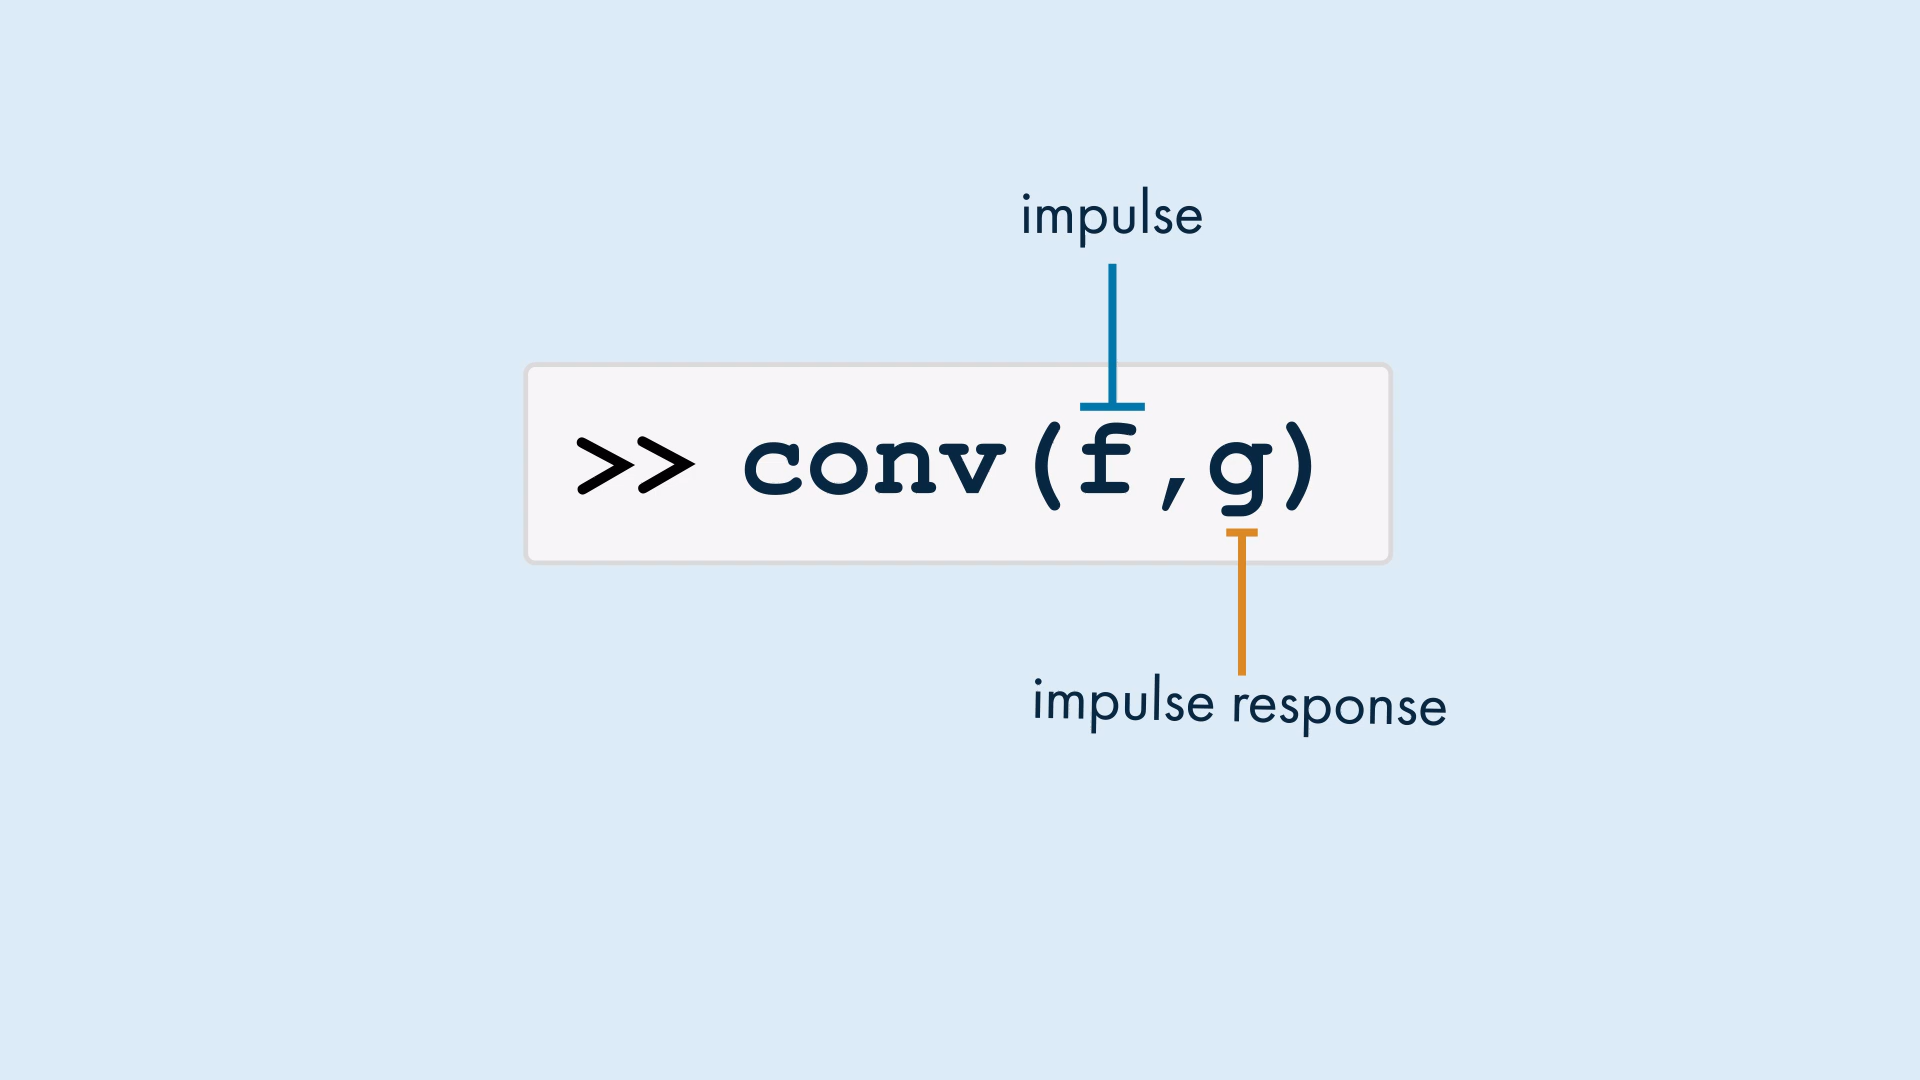 impulse
>> conv(f,g)
impulse response